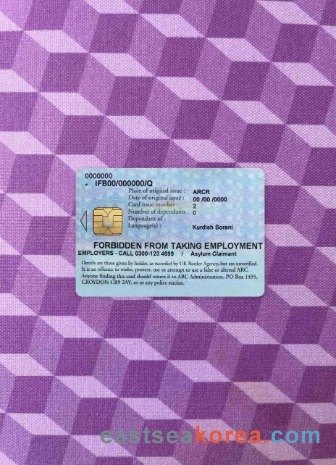 0000000
IFB00/000000/Q
Place of original issue : ARCR
Date of original issue : 00 /00 /0000
Card issue number : 2
Number of dependants : 0
Dependant of :
Language(s) : Kurdish Sorani
FORBIDDEN FROM TAKING EMPLOYMENT
EMPLOYERS - CALL 0300-123 4699 / Asylum Claimant
Details are those given by holder, as recorded by UK Border Agency, but are unverified.
It is an offence to make, possess, use or attempt to use a false or altered ARC.
Anyone finding this card should return it to ARC Administration, PO Box 1495,
CROYDON CR9 2AY, or to any police station.
eastseakorea.com